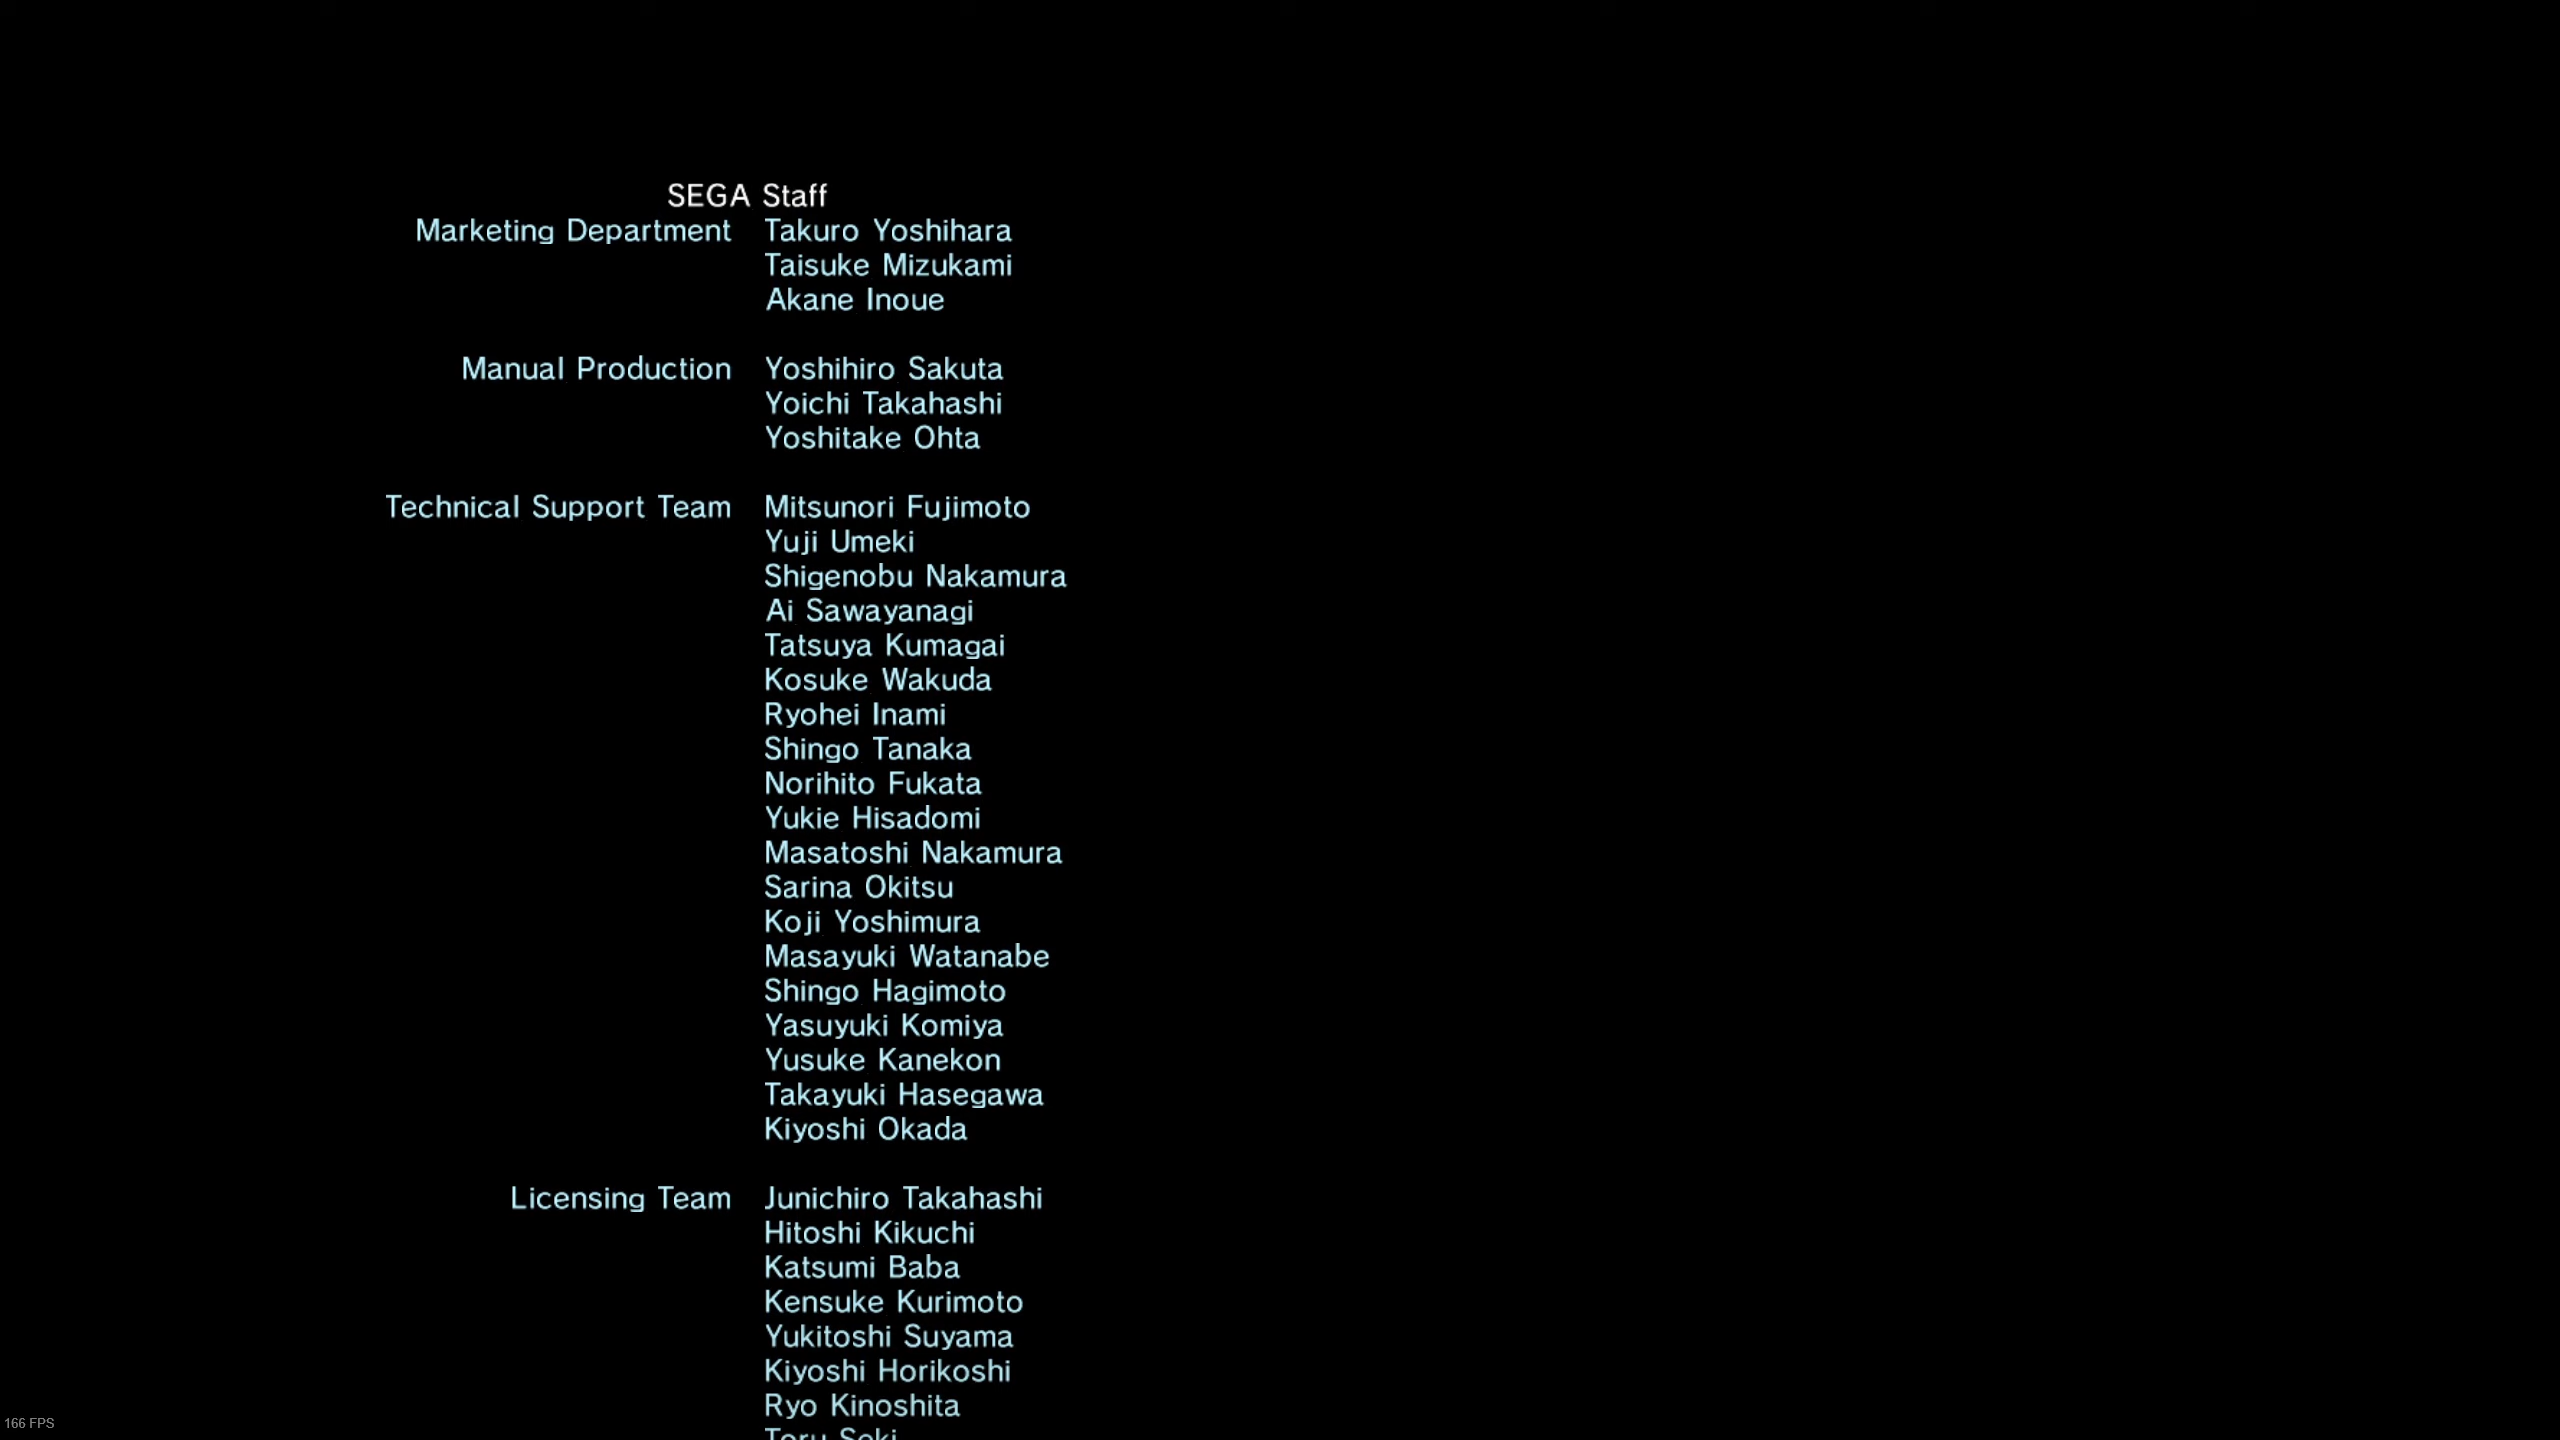 SEGA Staff
Marketing Department Takuro Yoshihara
Taisuke Mizukami
Akane Inoue
Manual Production Yoshihiro Sakuta
Yoichi Takahashi
Yoshitake Ohta
Technical Support Team Mitsunori Fujimoto
Yuji Umeki
Shigenobu Nakamura
Ai Sawayanagi
Tatsuya Kumagai
Kosuke Wakuda
Ryohei Inami
Shingo Tanaka
Norihito Fukata
Yukie Hisadomi
Masatoshi Nakamura
Sarina Okitsu
Koji Yoshimura
Masayuki Watanabe
Shingo Hagimoto
Yasuyuki Komiya
Yusuke Kanekon
Takayuki Hasegawa
Kiyoshi Okada
Licensing Team Junichiro Takahashi
Hitoshi Kikuchi
Katsumi Baba
Kensuke Kurimoto
Yukitoshi Suyama
Kiyoshi Horikoshi
Ryo Kinoshita
Toru Seki
166 FPS